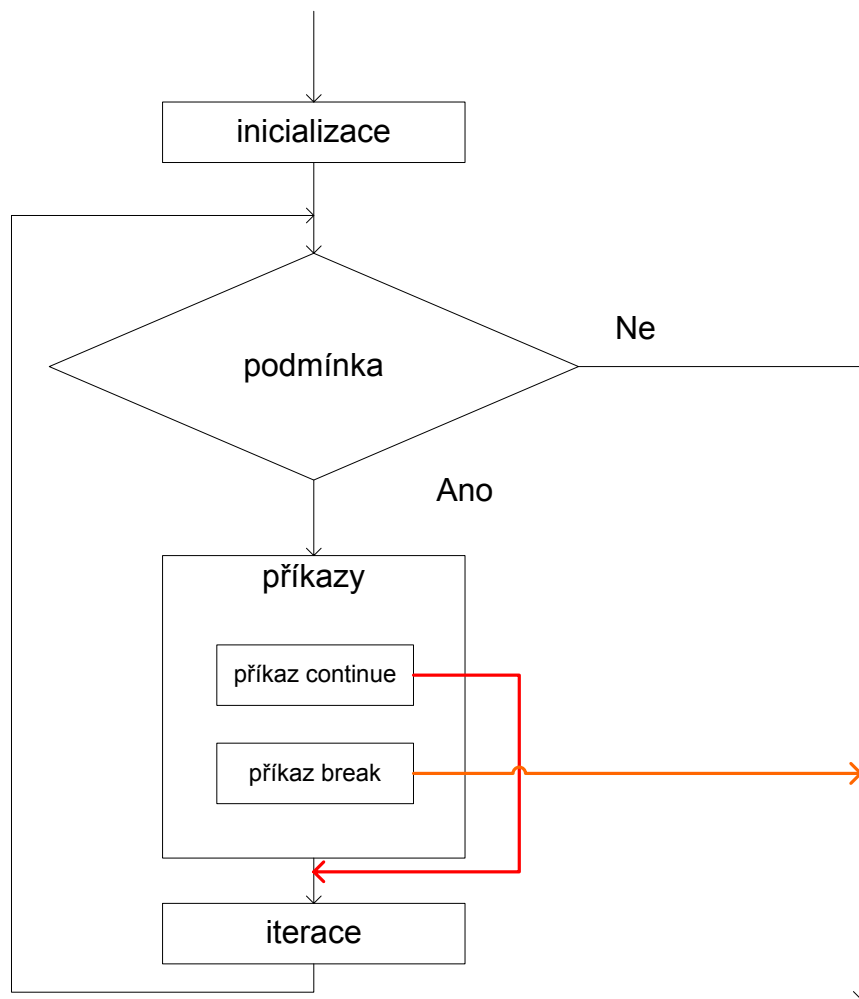 inicializace
podmínka
Ne
Ano
příkazy
příkaz continue
příkaz break
iterace